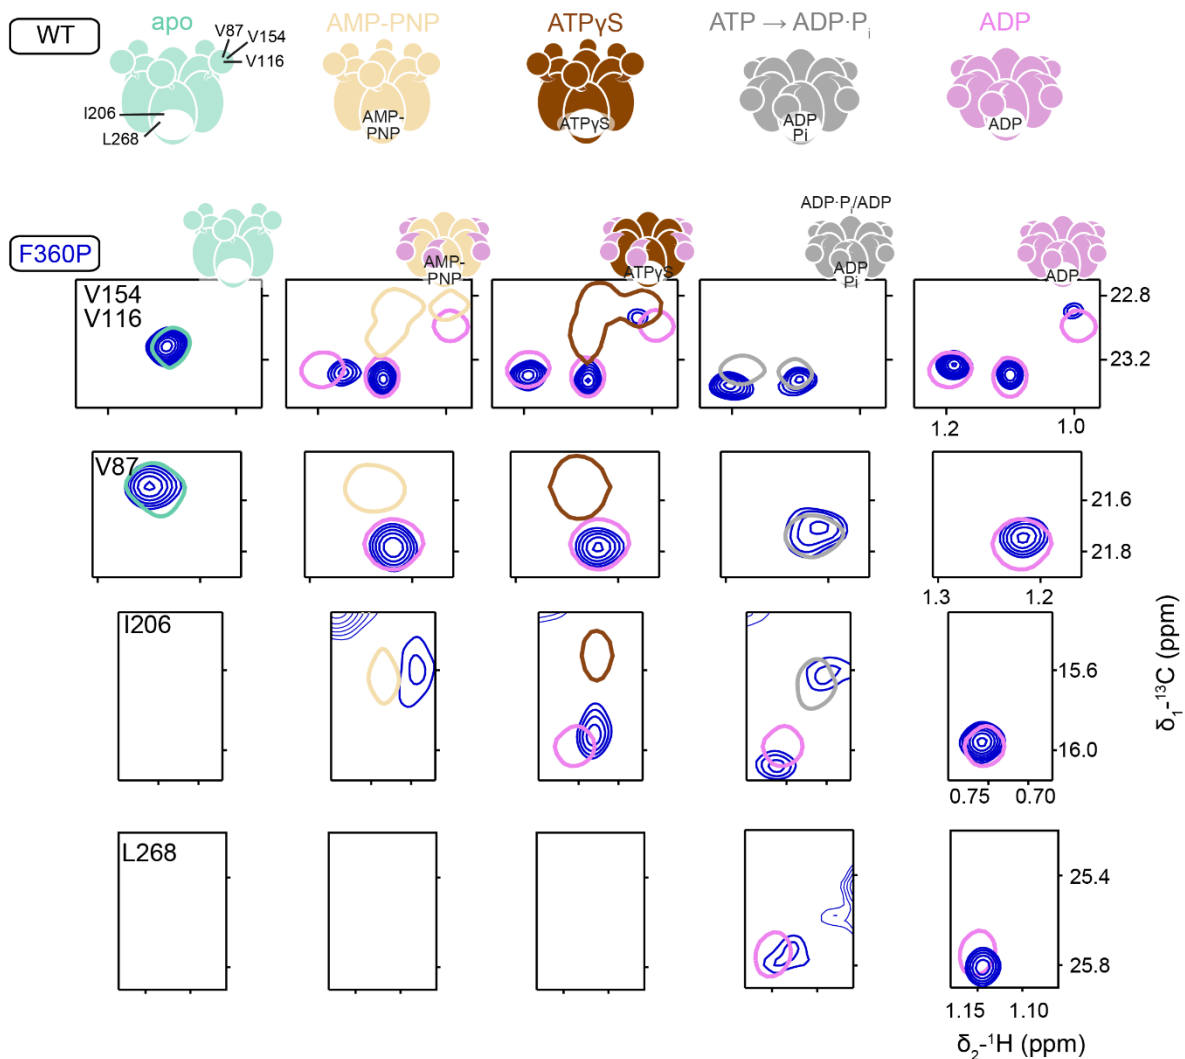 WT
apo
AMP-PNP
ATPγS
ATP → ADP·Pᵢ
ADP
V87
V154
V116
I206
L268
AMP-
PNP
ATPγS
ADP
Pi
ADP
F360P
ADP·Pᵢ/ADP
AMP-
PNP
ATPγS
ADP
Pi
ADP
V154
V116
22.8
23.2
1.2
1.0
V87
21.6
21.8
1.3
1.2
I206
15.6
16.0
0.75
0.70
L268
25.4
25.8
1.15
1.10
δ₁-¹³C (ppm)
δ₂-¹H (ppm)